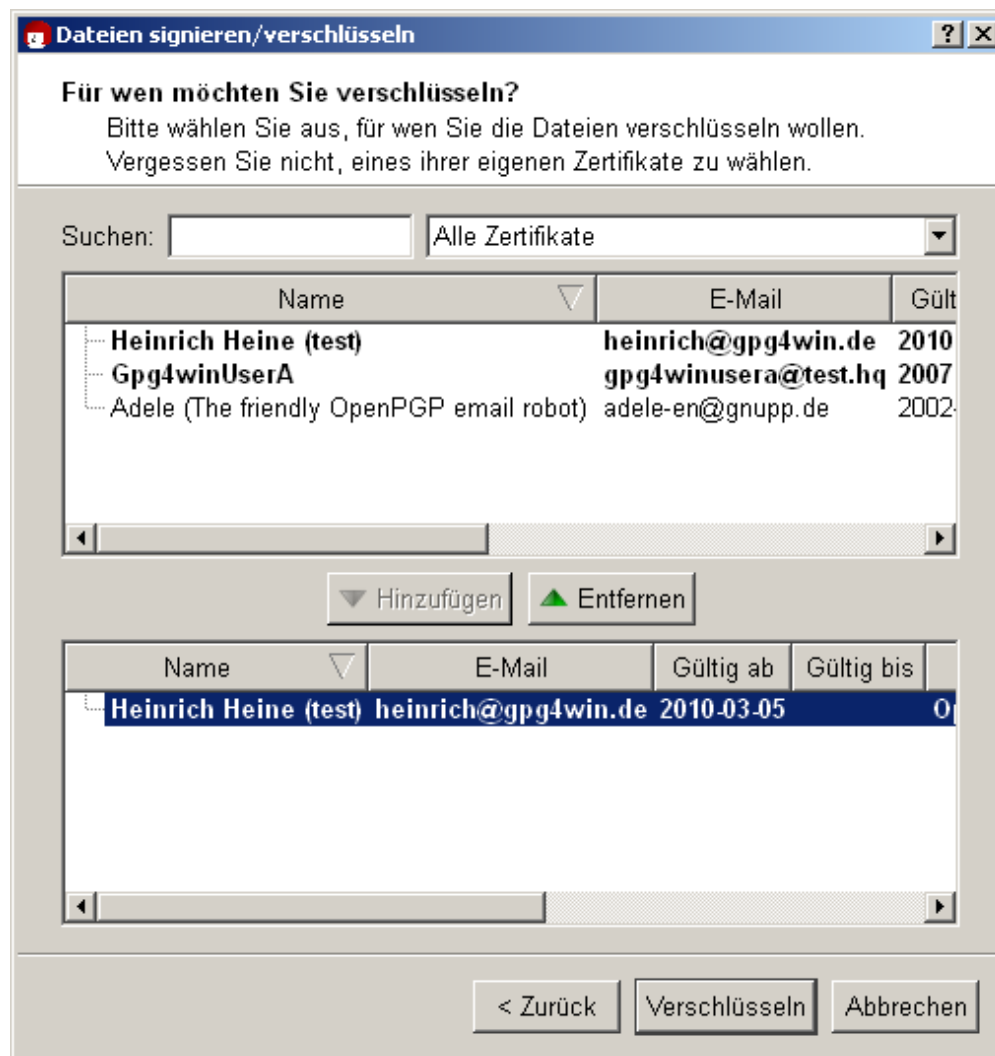 Dateien signieren/verschlüsseln
Für wen möchten Sie verschlüsseln?
Bitte wählen Sie aus, für wen Sie die Dateien verschlüsseln wollen.
Vergessen Sie nicht, eines ihrer eigenen Zertifikate zu wählen.
Suchen: Alle Zertifikate
Name E-Mail Gült
Heinrich Heine (test) heinrich@gpg4win.de 2010
Gpg4winUserA gpg4winusera@test.hq 2007
Adele (The friendly OpenPGP email robot) adele-en@gnupp.de 2002-
Hinzufügen Entfernen
Name E-Mail Gültig ab Gültig bis
Heinrich Heine (test) heinrich@gpg4win.de 2010-03-05 Op
< Zurück Verschlüsseln Abbrechen